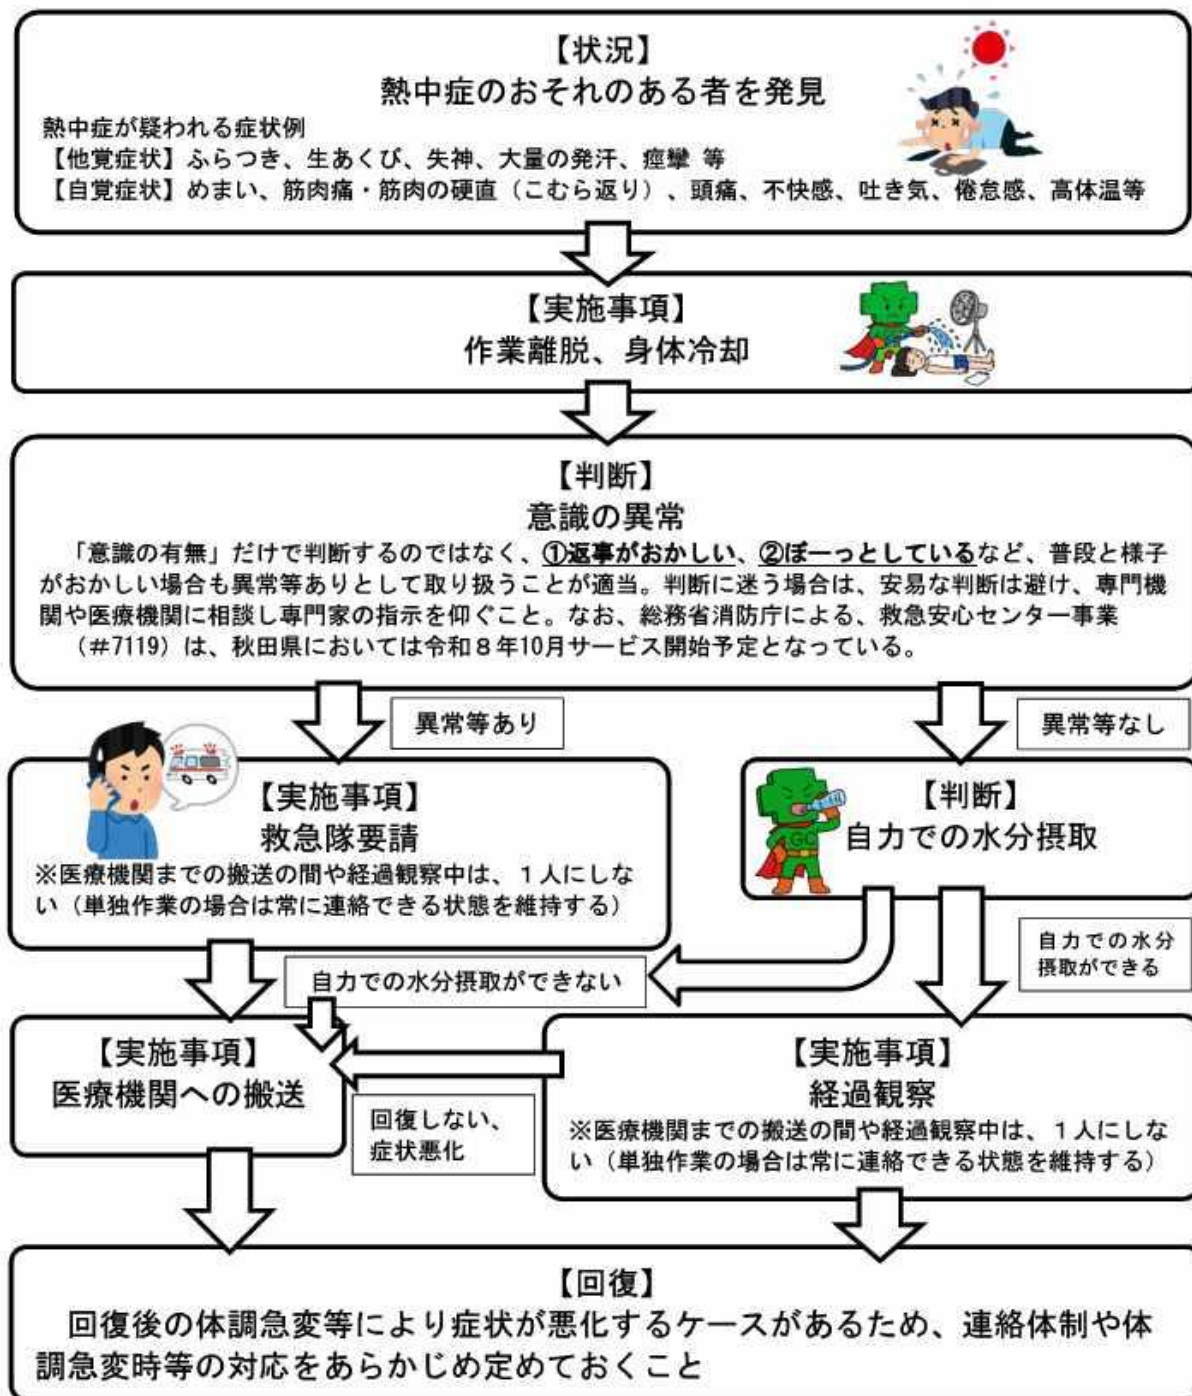 【状況】
熱中症のおそれのある者を発見
熱中症が疑われる症状例
【他覚症状】ふらつき、生あくび、失神、大量の発汗、痙攣 等
【自覚症状】めまい、筋肉痛・筋肉の硬直（こむら返り）、頭痛、不快感、吐き気、倦怠感、高体温等
【実施事項】
作業離脱、身体冷却
【判断】
意識の異常
「意識の有無」だけで判断するのではなく、①返事がおかしい、②ぼーっとしているなど、普段と様子
がおかしい場合も異常等ありとして取り扱うことが適当。判断に迷う場合は、安易な判断は避け、専門機
関や医療機関に相談し専門家の指示を仰ぐこと。なお、総務省消防庁による、救急安心センター事業
（#7119）は、秋田県においては令和８年10月サービス開始予定となっている。
異常等あり
異常等なし
【実施事項】
救急隊要請
※医療機関までの搬送の間や経過観察中は、１人にしな
い（単独作業の場合は常に連絡できる状態を維持する）
【判断】
自力での水分摂取
GC
自力での水分
摂取ができる
自力での水分摂取ができない
【実施事項】
医療機関への搬送
回復しない、
症状悪化
【実施事項】
経過観察
※医療機関までの搬送の間や経過観察中は、１人にしな
い（単独作業の場合は常に連絡できる状態を維持する）
【回復】
回復後の体調急変等により症状が悪化するケースがあるため、連絡体制や体
調急変時等の対応をあらかじめ定めておくこと